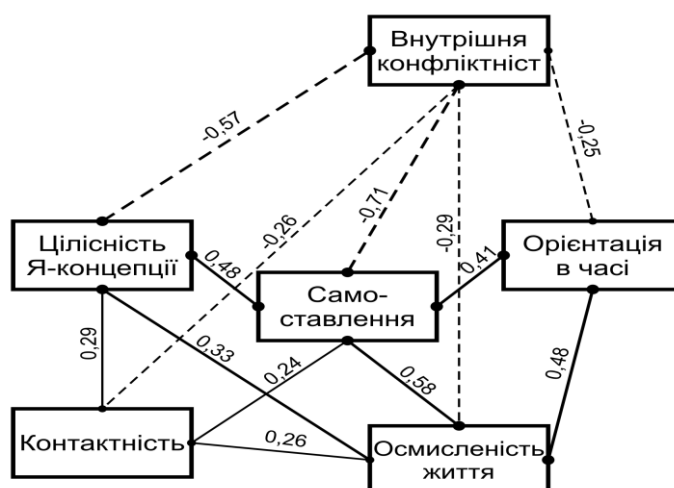 Внутрішня
конфліктніст
-0,57
-0,26
-0,71
-0,29
-0,25
Цілісність
Я-концепції
0,48
Само-
ставлення
0,41
Орієнтація
в часі
0,29
0,33
0,24
0,58
0,48
Контактність
0,26
Осмисленість
життя